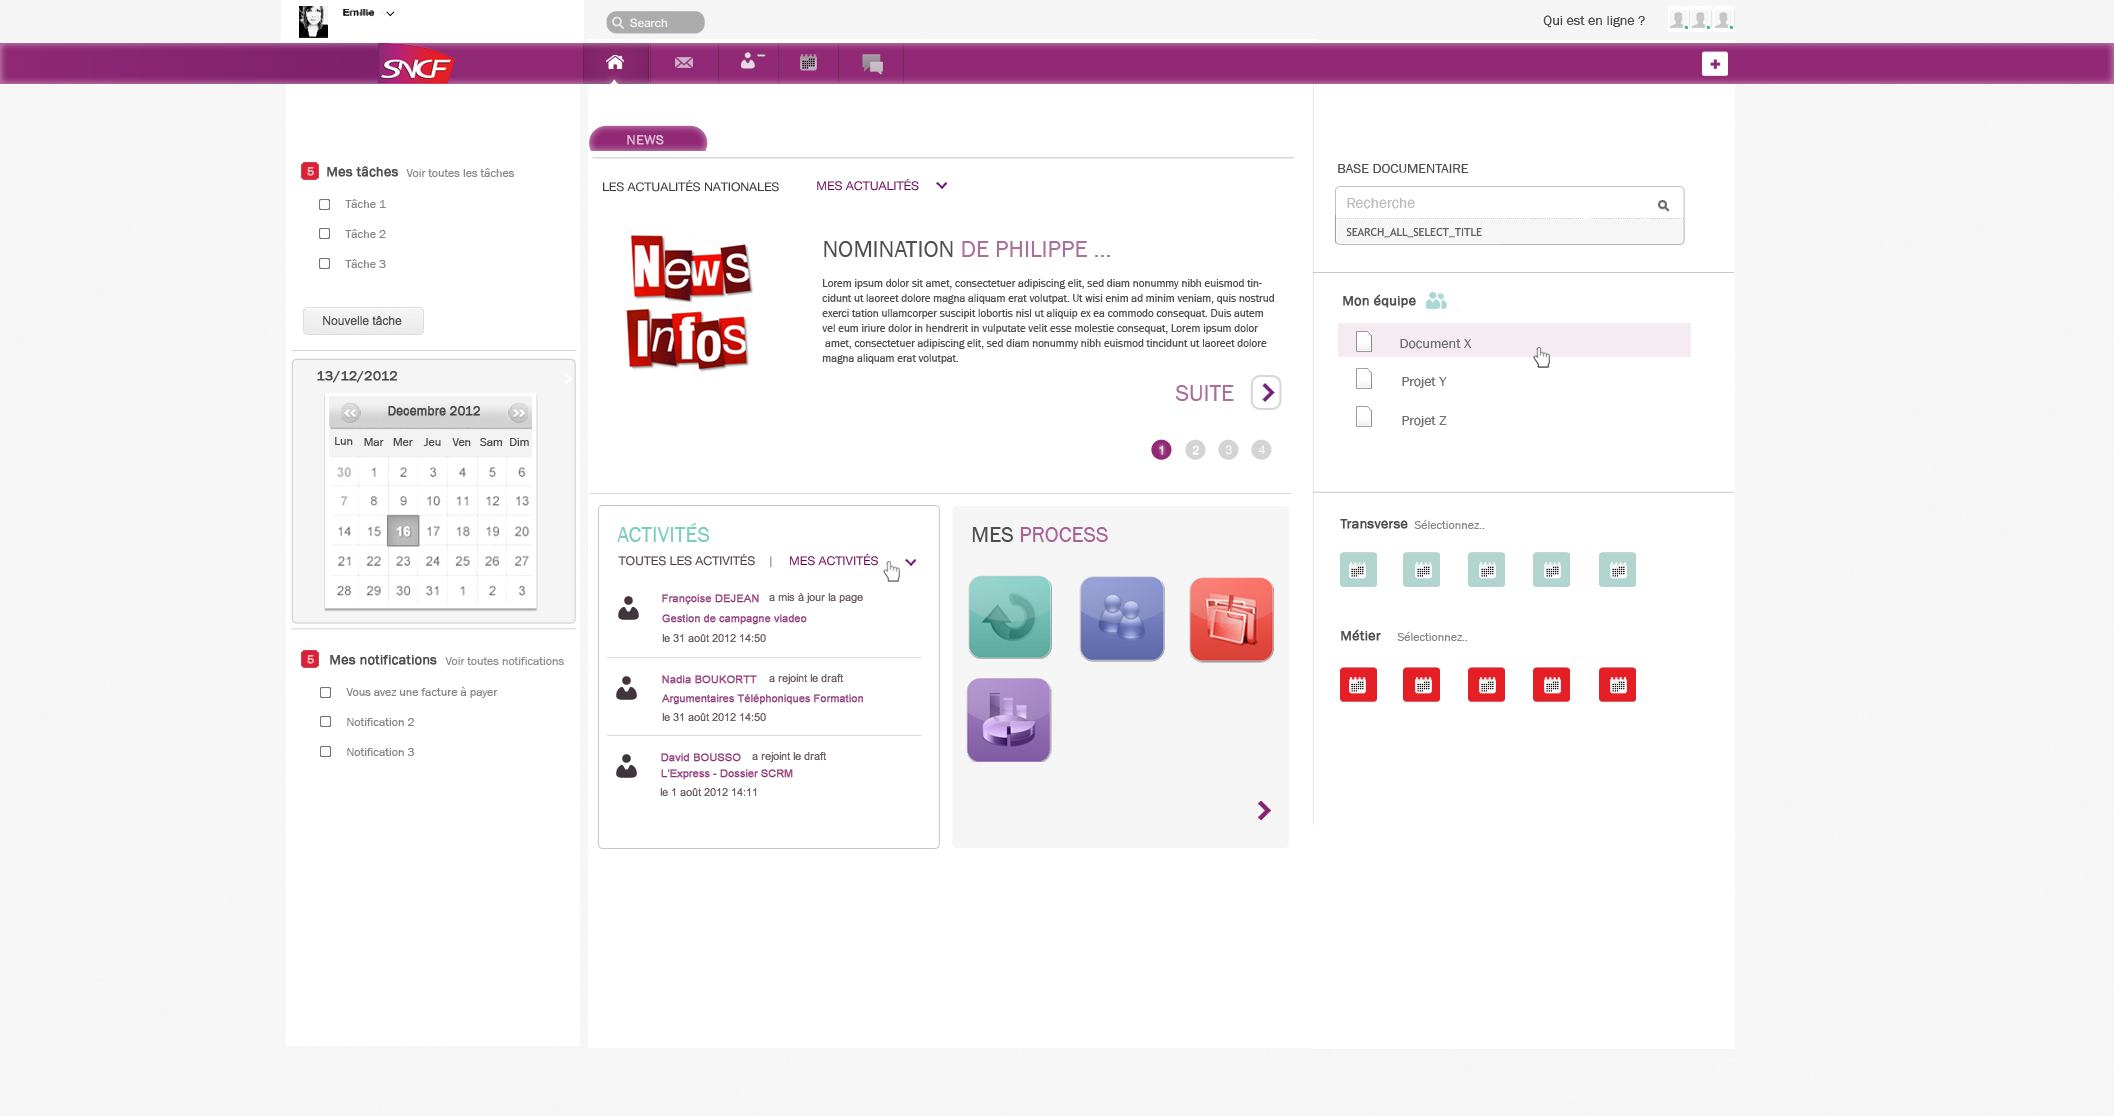 Emilie
Search
Qui est en ligne ?
SNCF
NEWS
5 Mes tâches Voir toutes les tâches
Tâche 1
Tâche 2
Tâche 3
Nouvelle tâche
13/12/2012
Decembre 2012
Lun Mar Mer Jeu Ven Sam Dim
30 1 2 3 4 5 6
7 8 9 10 11 12 13
14 15 16 17 18 19 20
21 22 23 24 25 26 27
28 29 30 31 1 2 3
5 Mes notifications Voir toutes notifications
Vous avez une facture à payer
Notification 2
Notification 3
LES ACTUALITÉS NATIONALES MES ACTUALITÉS
News
Infos
NOMINATION DE PHILIPPE ...
Lorem ipsum dolor sit amet, consectetuer adipiscing elit, sed diam nonummy nibh euismod tin-
cidunt ut laoreet dolore magna aliquam erat volutpat. Ut wisi enim ad minim veniam, quis nostrud
exerci tation ullamcorper suscipit lobortis nisl ut aliquip ex ea commodo consequat. Duis autem
vel eum iriure dolor in hendrerit in vulputate velit esse molestie consequat, Lorem ipsum dolor
amet, consectetuer adipiscing elit, sed diam nonummy nibh euismod tincidunt ut laoreet dolore
magna aliquam erat volutpat.
SUITE
1 2 3 4
ACTIVITÉS
TOUTES LES ACTIVITÉS | MES ACTIVITÉS
Françoise DEJEAN a mis à jour la page
Gestion de campagne viadeo
le 31 août 2012 14:50
Nadia BOUKORTT a rejoint le draft
Argumentaires Téléphoniques Formation
le 31 août 2012 14:50
David BOUSSO a rejoint le draft
L'Express - Dossier SCRM
le 1 août 2012 14:11
MES PROCESS
BASE DOCUMENTAIRE
Recherche
SEARCH_ALL_SELECT_TITLE
Mon équipe
Document X
Projet Y
Projet Z
Transverse Sélectionnez..
Métier Sélectionnez..